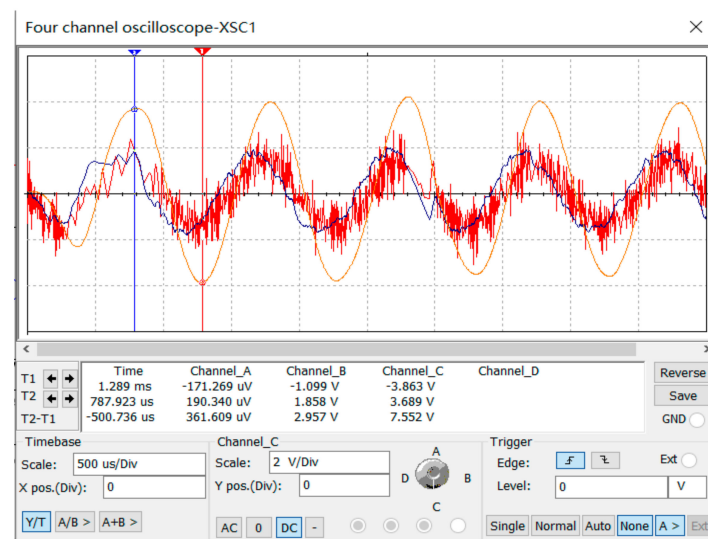 Four channel oscilloscope-XSC1
2 1
Time Channel_A Channel_B Channel_C Channel_D
T1 1.289 ms -171.269 uV -1.099 V -3.863 V
T2 787.923 us 190.340 uV 1.858 V 3.689 V
T2-T1 -500.736 us 361.609 uV 2.957 V 7.552 V
Reverse
Save
GND
Timebase
Scale: 500 us/Div
X pos.(Div): 0
Y/T A/B > A+B >
Channel_C
Scale: 2 V/Div
Y pos.(Div): 0
AC 0 DC -
A
D B
C
Trigger
Edge: Ext
Level: 0 V
Single Normal Auto None A > Ext